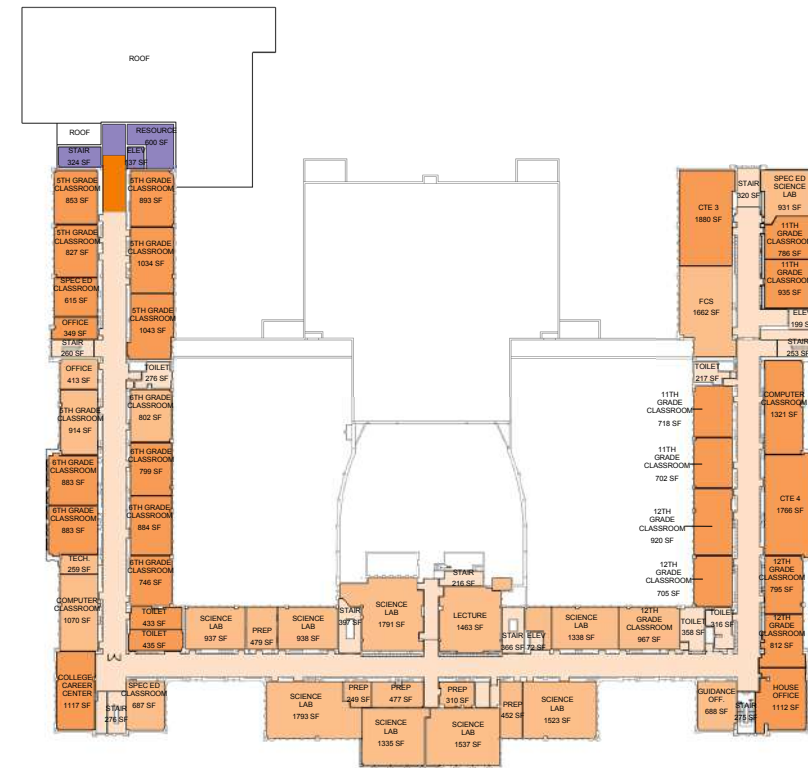 ROOF
ROOF
RESOURCE
600 SF
STAIR
324 SF
ELEV
137 SF
5TH GRADE
CLASSROOM
853 SF
5TH GRADE
CLASSROOM
893 SF
5TH GRADE
CLASSROOM
827 SF
5TH GRADE
CLASSROOM
1034 SF
SPEC ED
CLASSROOM
615 SF
5TH GRADE
CLASSROOM
1043 SF
OFFICE
349 SF
STAIR
260 SF
OFFICE
413 SF
TOILET
276 SF
5TH GRADE
CLASSROOM
914 SF
6TH GRADE
CLASSROOM
802 SF
6TH GRADE
CLASSROOM
883 SF
6TH GRADE
CLASSROOM
799 SF
6TH GRADE
CLASSROOM
883 SF
6TH GRADE
CLASSROOM
884 SF
TECH.
259 SF
6TH GRADE
CLASSROOM
746 SF
COMPUTER
CLASSROOM
1070 SF
TOILET
433 SF
TOILET
435 SF
COLLEGE/
CAREER
CENTER
1117 SF
STAIR
276 SF
SPEC ED
CLASSROOM
687 SF
SCIENCE
LAB
937 SF
PREP
479 SF
SCIENCE
LAB
938 SF
STAIR
397 SF
SCIENCE
LAB
1791 SF
STAIR
216 SF
LECTURE
1463 SF
STAIR
366 SF
ELEV
72 SF
SCIENCE
LAB
1338 SF
12TH
GRADE
CLASSROOM
967 SF
TOILET
358 SF
TOILET
316 SF
SCIENCE
LAB
1793 SF
PREP
249 SF
PREP
477 SF
PREP
310 SF
PREP
452 SF
SCIENCE
LAB
1523 SF
SCIENCE
LAB
1335 SF
SCIENCE
LAB
1537 SF
GUIDANCE
OFF.
688 SF
STAIR
275 SF
HOUSE
OFFICE
1112 SF
CTE 3
1880 SF
STAIR
320 SF
SPEC ED
SCIENCE
LAB
931 SF
11TH
GRADE
CLASSROOM
786 SF
11TH
GRADE
CLASSROOM
935 SF
FCS
1662 SF
ELEV
199 SF
STAIR
253 SF
TOILET
217 SF
11TH
GRADE
CLASSROOM
718 SF
COMPUTER
CLASSROOM
1321 SF
11TH
GRADE
CLASSROOM
702 SF
CTE 4
1766 SF
12TH
GRADE
CLASSROOM
920 SF
12TH
GRADE
CLASSROOM
705 SF
12TH
GRADE
CLASSROOM
795 SF
12TH
GRADE
CLASSROOM
812 SF